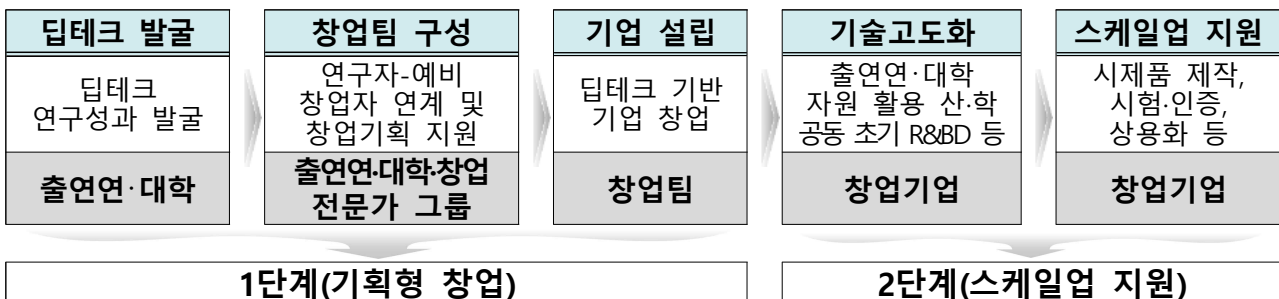 딥테크 발굴
딥테크
연구성과 발굴
출연연·대학
창업팀 구성
연구자-예비
창업자 연계 및
창업기획 지원
출연연·대학·창업
전문가 그룹
기업 설립
딥테크 기반
기업 창업
창업팀
기술고도화
출연연·대학
자원 활용 산·학
공동 초기 R&BD 등
창업기업
스케일업 지원
시제품 제작,
시험·인증,
상용화 등
창업기업
1단계(기획형 창업)
2단계(스케일업 지원)